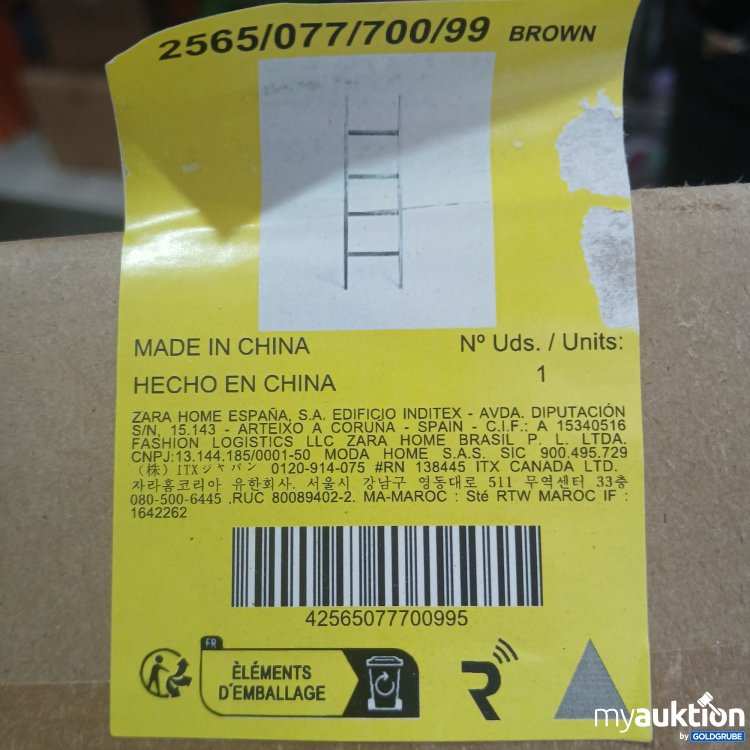 2565/077/700/99 BROWN
MADE IN CHINA
Nº Uds. / Units:
HECHO EN CHINA
1
ZARA HOME ESPAÑA, S.A. EDIFICIO INDITEX - AVDA. DIPUTACIÓN
S/N, 15.143 - ARTEIXO A CORUÑA - SPAIN - C.I.F.: A 15340516
FASHION LOGISTICS LLC ZARA HOME BRASIL P. L. LTDA.
CNPJ:13.144.185/0001-50 MODA HOME S.A.S. SIC 900.495.729
(株) ITXジャパン 0120-914-075 #RN 138445 ITX CANADA LTD.
자라홈코리아 유한회사. 서울시 강남구 영동대로 511 무역센터 33층
080-500-6445 .RUC 80089402-2. MA-MAROC : Sté RTW MAROC IF :
1642262
42565077700995
FR
ÈLÉMENTS
D'EMBALLAGE
R
myauktion
by GOLDGRUBE